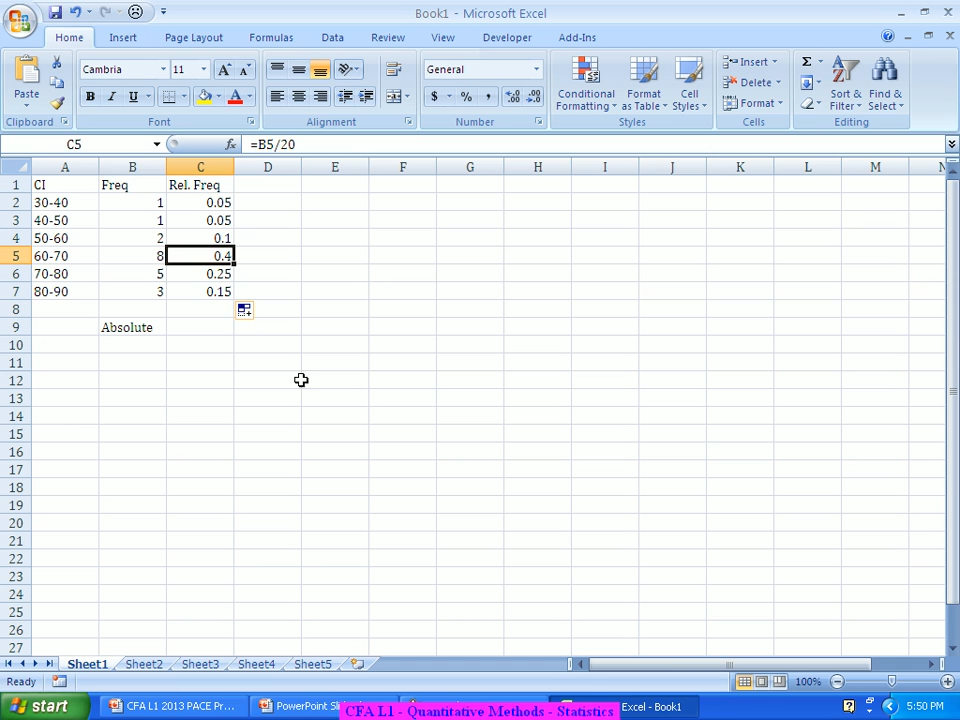 Book1 - Microsoft Excel
Home Insert Page Layout Formulas Data Review View Developer Add-Ins
Paste
Clipboard
Cambria 11 A A
B I U A
Font
Alignment
General
$ % ,
Number
Conditional Formatting
Format as Table
Cell Styles
Styles
Insert
Delete
Format
Cells
Σ
Sort & Filter
Find & Select
Editing
C5 fx =B5/20
A B C D E F G H I J K L M N
1 CI Freq Rel. Freq
2 30-40 1 0.05
3 40-50 1 0.05
4 50-60 2 0.1
5 60-70 8 0.4
6 70-80 5 0.25
7 80-90 3 0.15
8
9 Absolute
10
11
12
13
14
15
16
17
18
19
20
21
22
23
24
25
26
27
Sheet1 Sheet2 Sheet3 Sheet4 Sheet5
Ready 100%
start CFA L1 2013 PACE Pr... PowerPoint Sli Excel - Book1 5:50 PM
CFA L1 - Quantitative Methods - Statistics